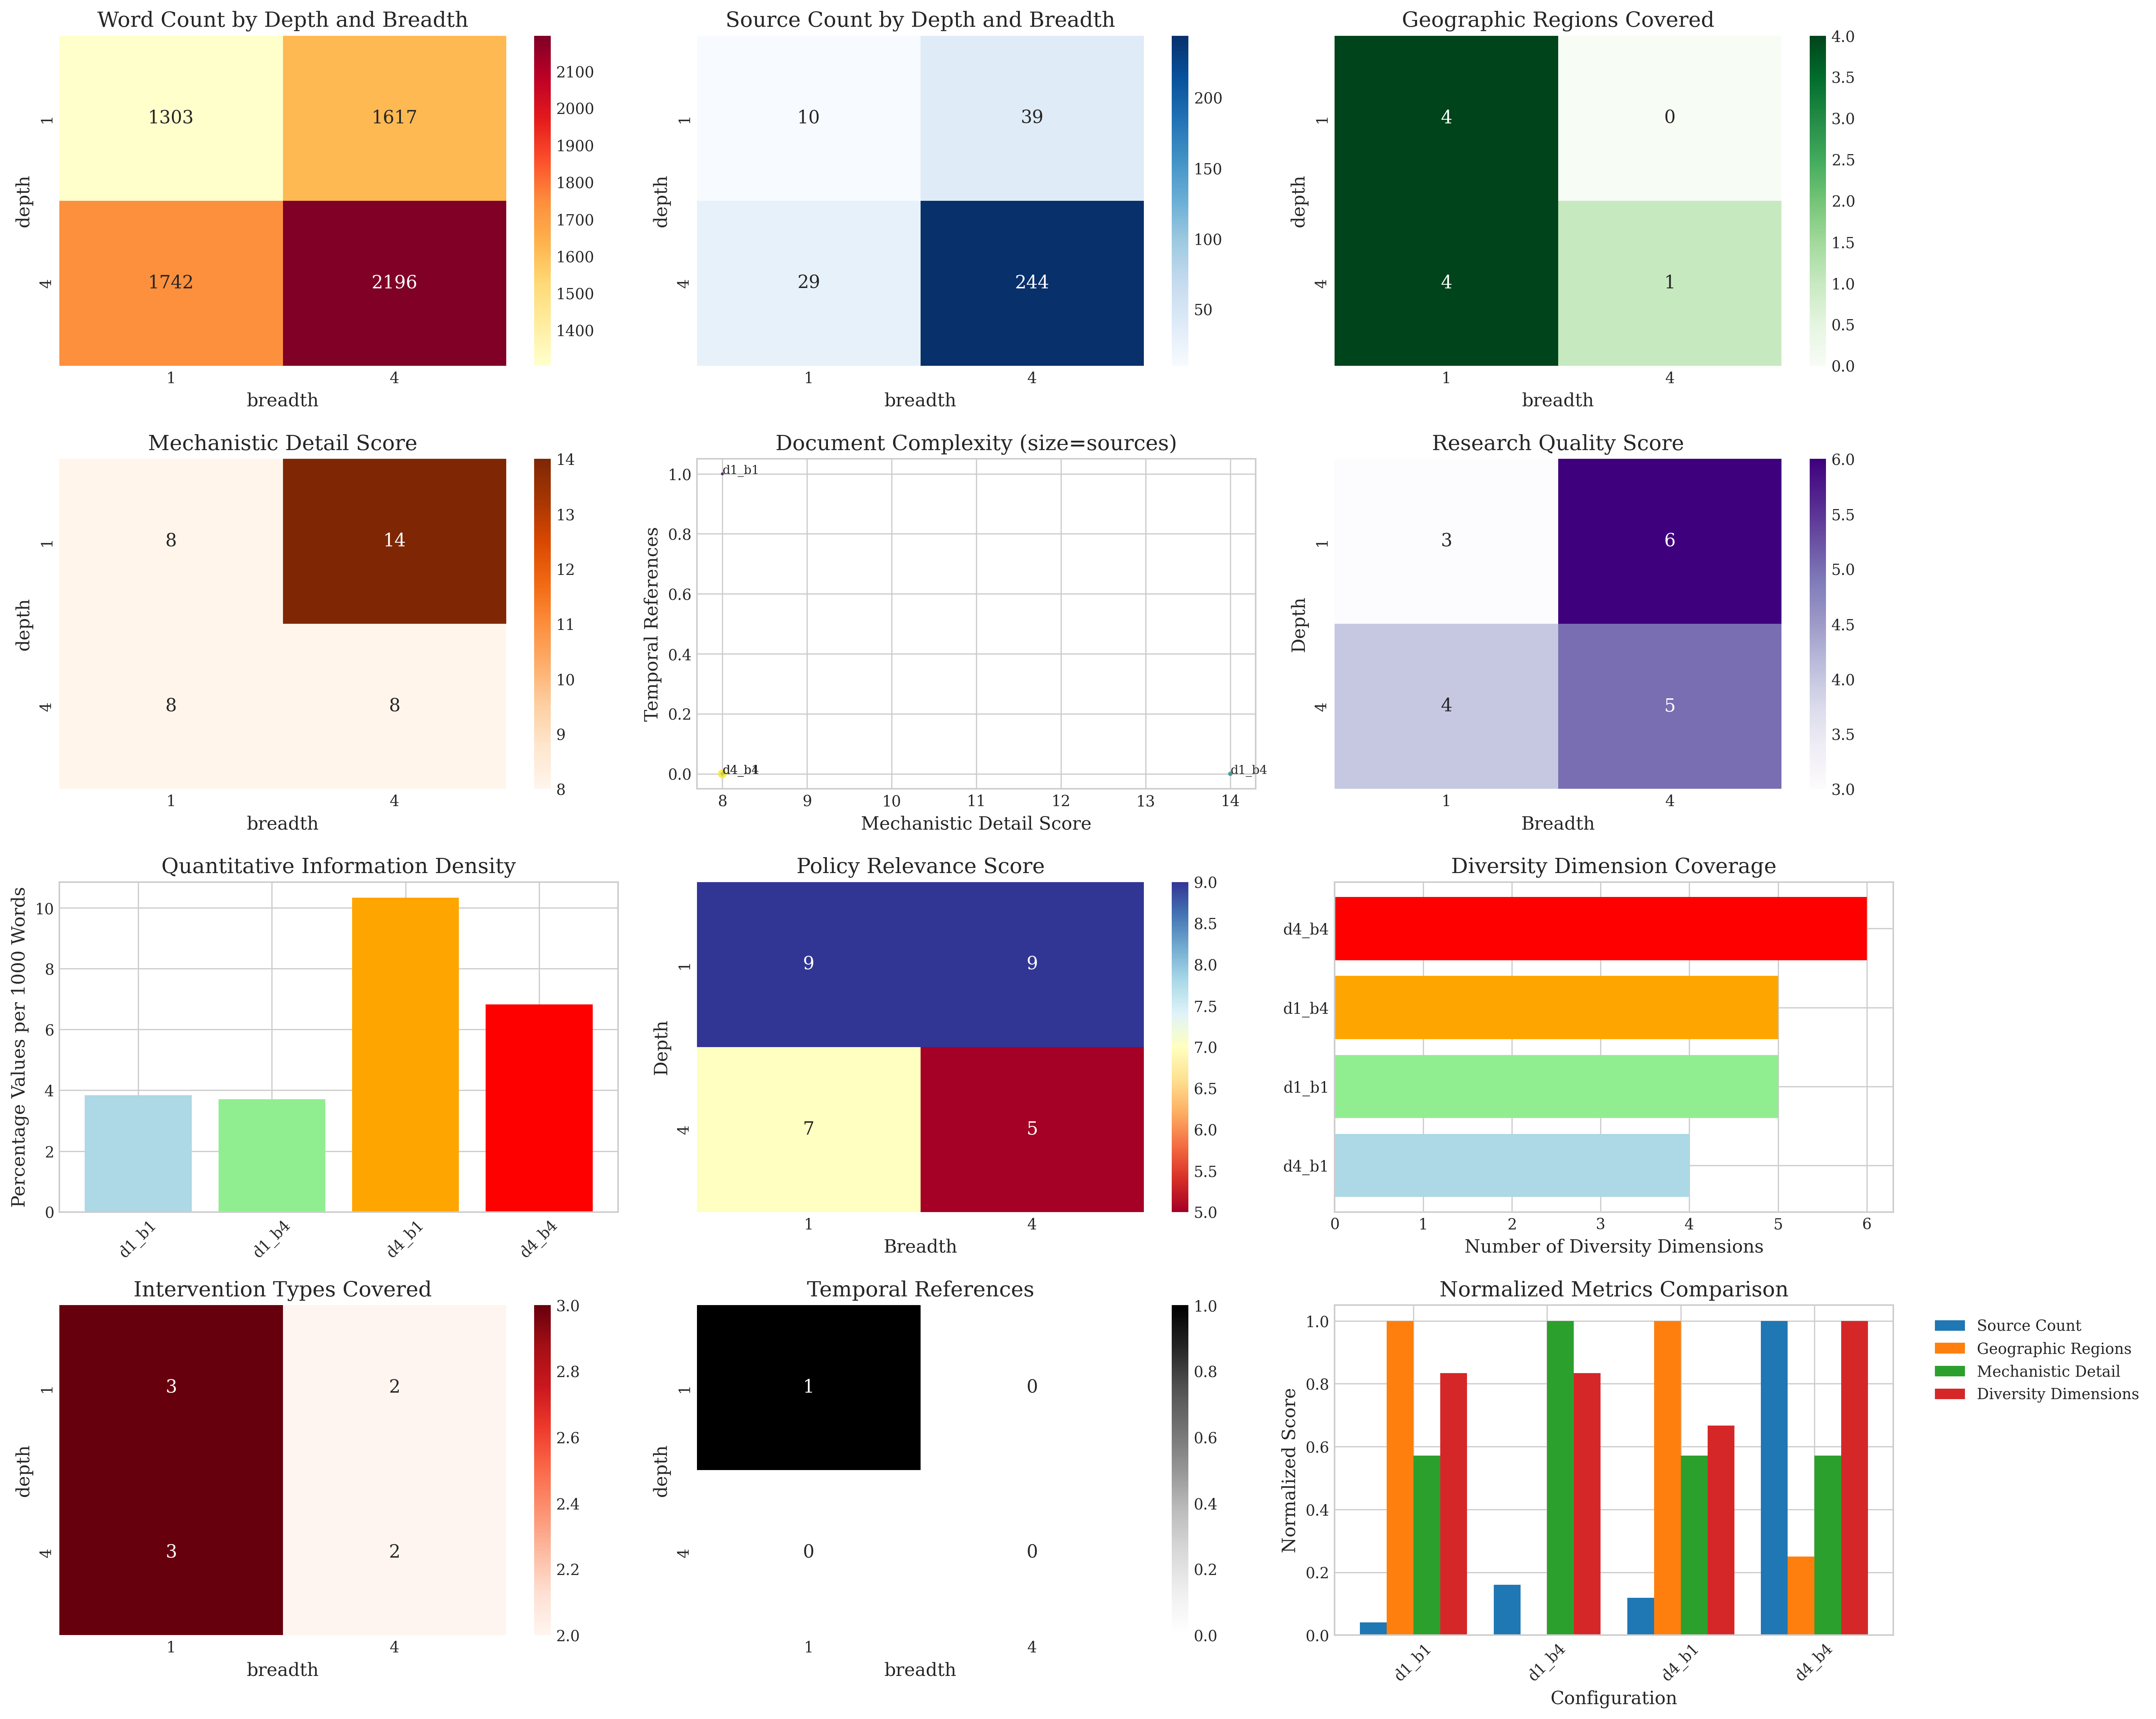 Word Count by Depth and Breadth
1303 1617
1742 2196
1
4
depth
1 4
breadth
2100
2000
1900
1800
1700
1600
1500
1400
Source Count by Depth and Breadth
10 39
29 244
1
4
depth
1 4
breadth
200
150
100
50
Geographic Regions Covered
4 0
4 1
1
4
depth
1 4
breadth
4.0
3.5
3.0
2.5
2.0
1.5
1.0
0.5
0.0
Mechanistic Detail Score
8 14
8 8
1
4
depth
1 4
breadth
14
13
12
11
10
9
8
Document Complexity (size=sources)
1.0
0.8
0.6
0.4
0.2
0.0
Temporal References
d1_b1
d4_b4
d1_b4
8 9 10 11 12 13 14
Mechanistic Detail Score
Research Quality Score
3 6
4 5
1
4
Depth
1 4
Breadth
6.0
5.5
5.0
4.5
4.0
3.5
3.0
Quantitative Information Density
10
8
6
4
2
0
Percentage Values per 1000 Words
d1_b1 d1_b4 d4_b1 d4_b4
Policy Relevance Score
9 9
7 5
1
4
Depth
1 4
Breadth
9.0
8.5
8.0
7.5
7.0
6.5
6.0
5.5
5.0
Diversity Dimension Coverage
d4_b4
d1_b4
d1_b1
d4_b1
0 1 2 3 4 5 6
Number of Diversity Dimensions
Intervention Types Covered
3 2
3 2
1
4
depth
1 4
breadth
3.0
2.8
2.6
2.4
2.2
2.0
Temporal References
1 0
0 0
1
4
depth
1 4
breadth
1.0
0.8
0.6
0.4
0.2
0.0
Normalized Metrics Comparison
1.0
0.8
0.6
0.4
0.2
0.0
Normalized Score
d1_b1 d1_b4 d4_b1 d4_b4
Configuration
Source Count
Geographic Regions
Mechanistic Detail
Diversity Dimensions